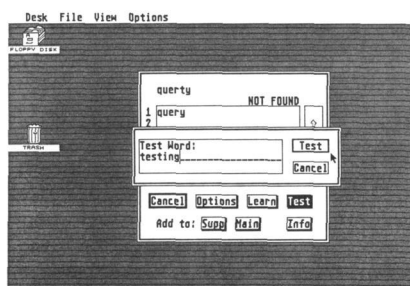 Desk File View Options
FLOPPY DISK
querty
NOT FOUND
1 query
2
TRASH
Test Word:
testing
Test
Cancel
Cancel Options Learn Test
Add to: Supp Main Info